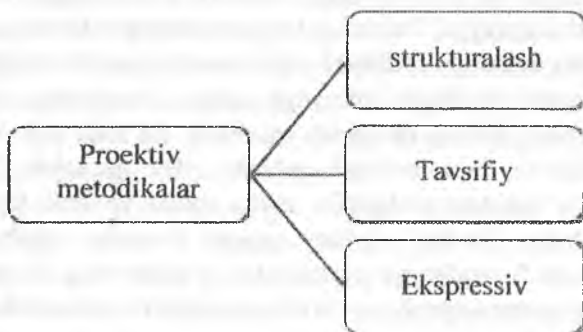 strukturalash
Proektiv
metodikalar
Tavsifiy
Ekspressiv